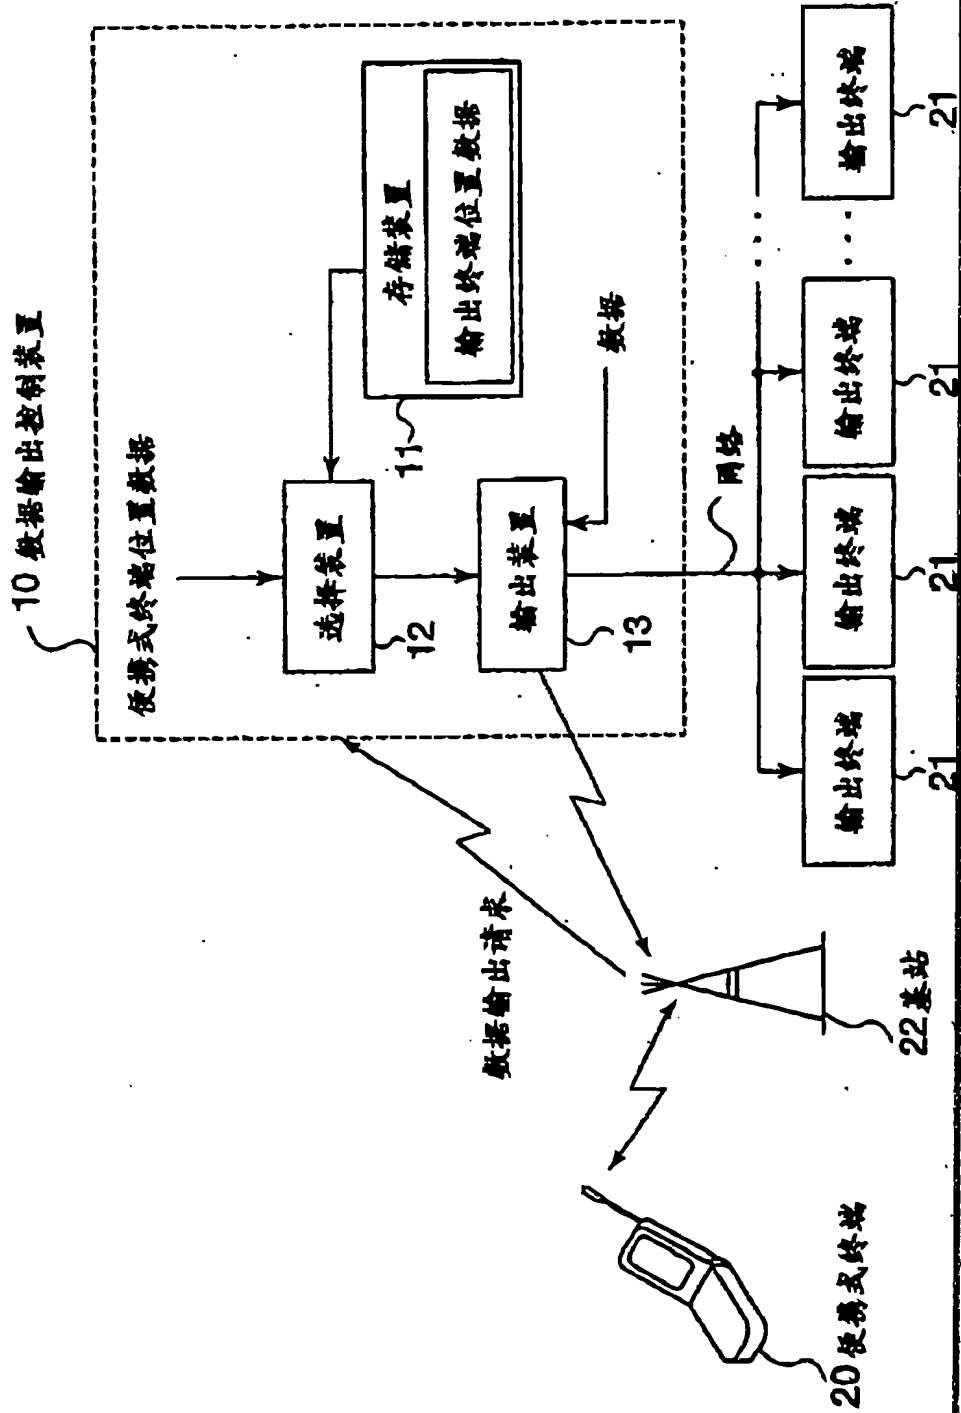 10 数据输出控制装置
便携式终端位置数据
存储装置
输出终端位置数据
11
选择装置
12
输出装置
13
数据
网络
数据输出请求
输出终端
21
输出终端
21
输出终端
21
输出终端
21
22 基站
20 便携式终端